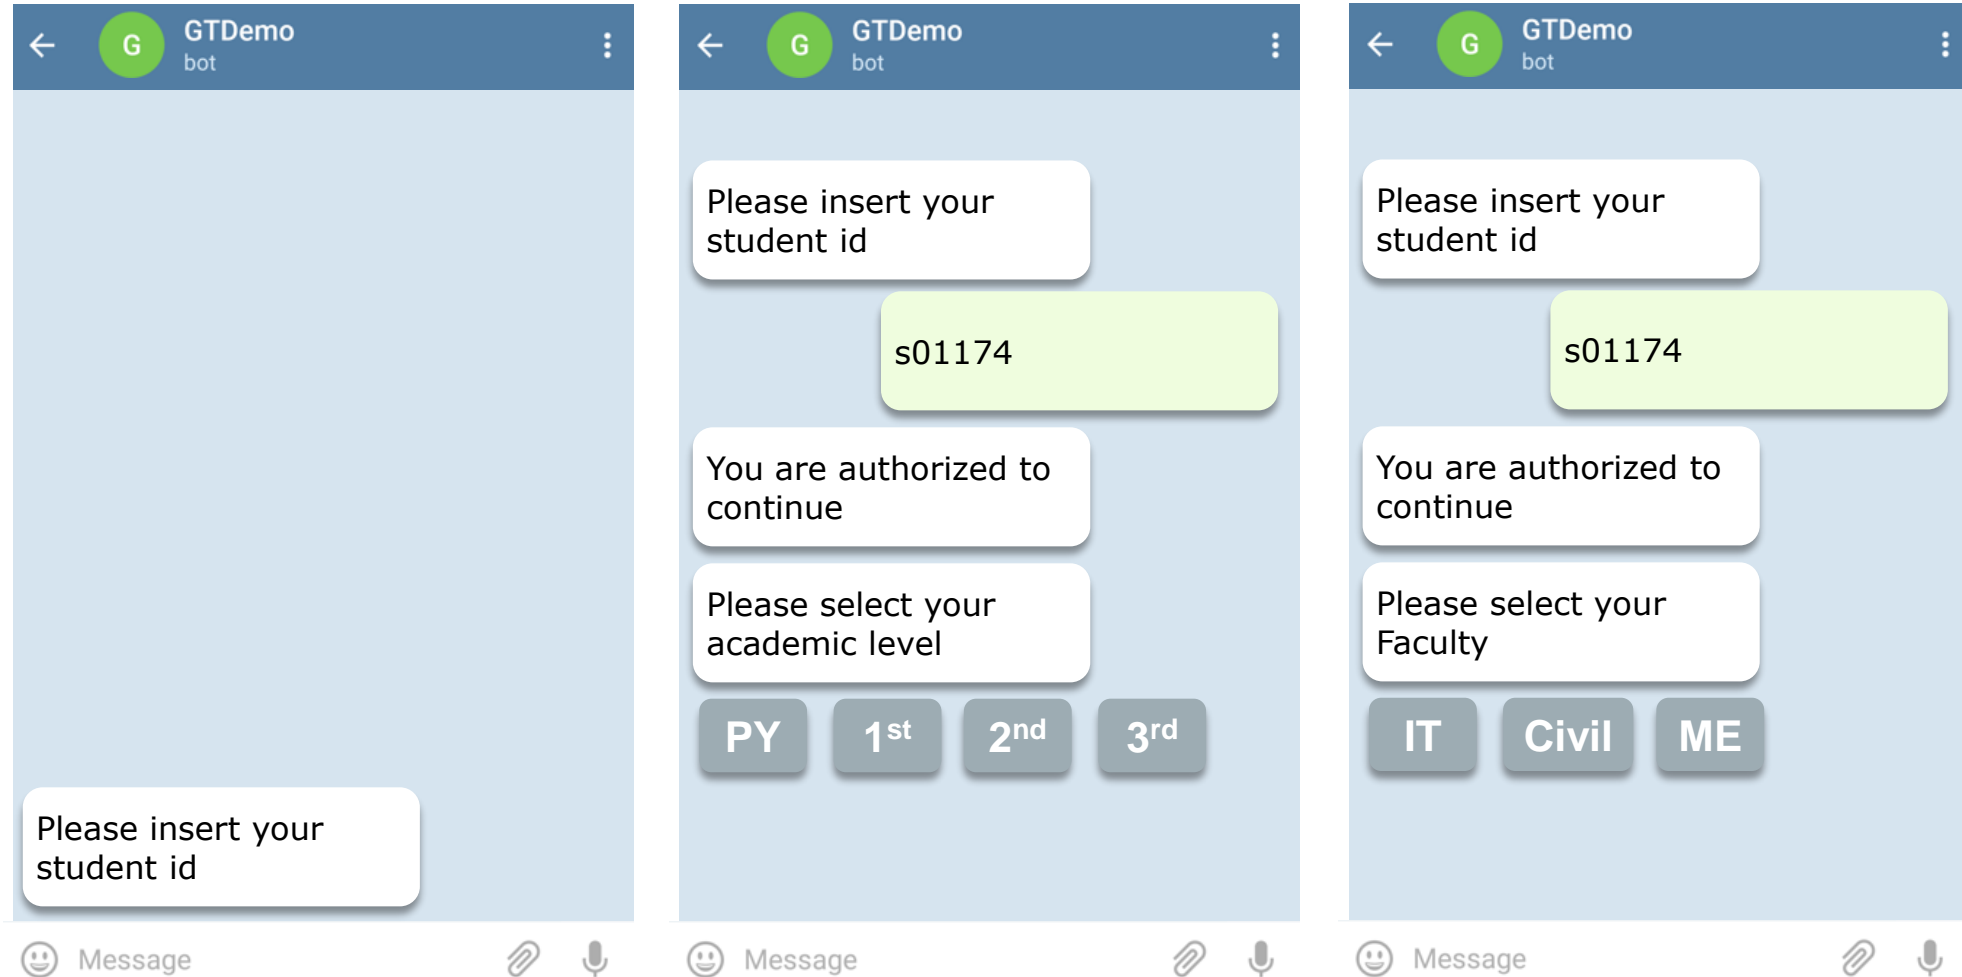 G
GTDemo
bot
Please insert your
student id
Message
G
GTDemo
bot
Please insert your
student id
s01174
You are authorized to
continue
Please select your
academic level
PY 1st 2nd 3rd
Message
G
GTDemo
bot
Please insert your
student id
s01174
You are authorized to
continue
Please select your
Faculty
IT Civil ME
Message